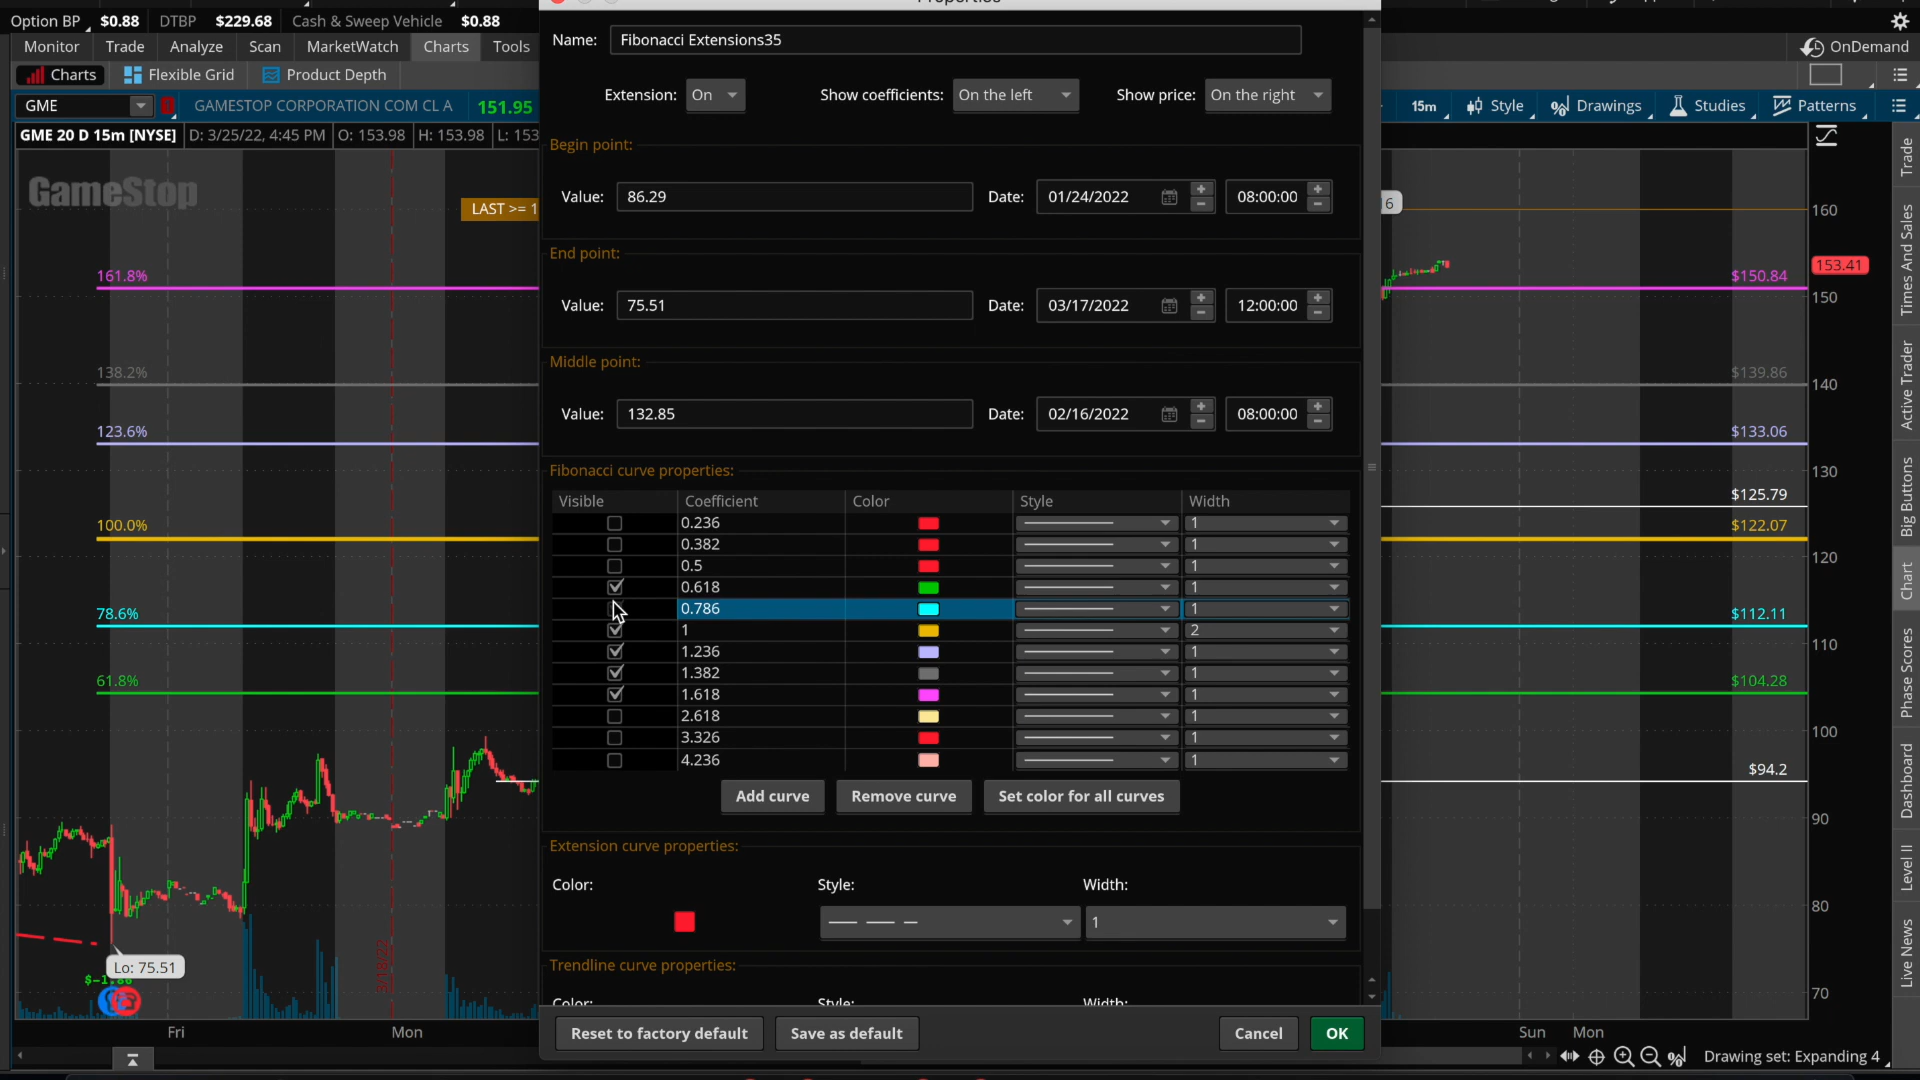 Option BP $0.88 DTBP $229.68 Cash & Sweep Vehicle $0.88
Monitor Trade Analyze Scan MarketWatch Charts Tools
OnDemand
Charts Flexible Grid Product Depth
GME GAMESTOP CORPORATION COM CL A 151.95
15m Style Drawings Studies Patterns
GME 20 D 15m [NYSE] D: 3/25/22, 4:45 PM O: 153.98 H: 153.98 L: 153
GameStop
LAST >= 1
Properties
Name: Fibonacci Extensions35
Extension: On Show coefficients: On the left Show price: On the right
Begin point:
Value: 86.29 Date: 01/24/2022 08:00:00
End point:
Value: 75.51 Date: 03/17/2022 12:00:00
Middle point:
Value: 132.85 Date: 02/16/2022 08:00:00
Fibonacci curve properties:
Visible Coefficient Color Style Width
0.236 1
0.382 1
0.5 1
0.618 1
0.786 1
1 2
1.236 1
1.382 1
1.618 1
2.618 1
3.326 1
4.236 1
Add curve Remove curve Set color for all curves
Extension curve properties:
Color: Style: Width:
1
Trendline curve properties:
Color: Style: Width:
Reset to factory default Save as default Cancel OK
161.8%
138.2%
123.6%
100.0%
78.6%
61.8%
Lo: 75.51
$-1.86
3/18/22
Fri Mon
6
$150.84
$139.86
$133.06
$125.79
$122.07
$112.11
$104.28
$94.2
160
153.41
150
140
130
120
110
100
90
80
70
Sun Mon
Drawing set: Expanding 4
Trade
Times And Sales
Active Trader
Big Buttons
Chart
Phase Scores
Dashboard
Level II
Live News